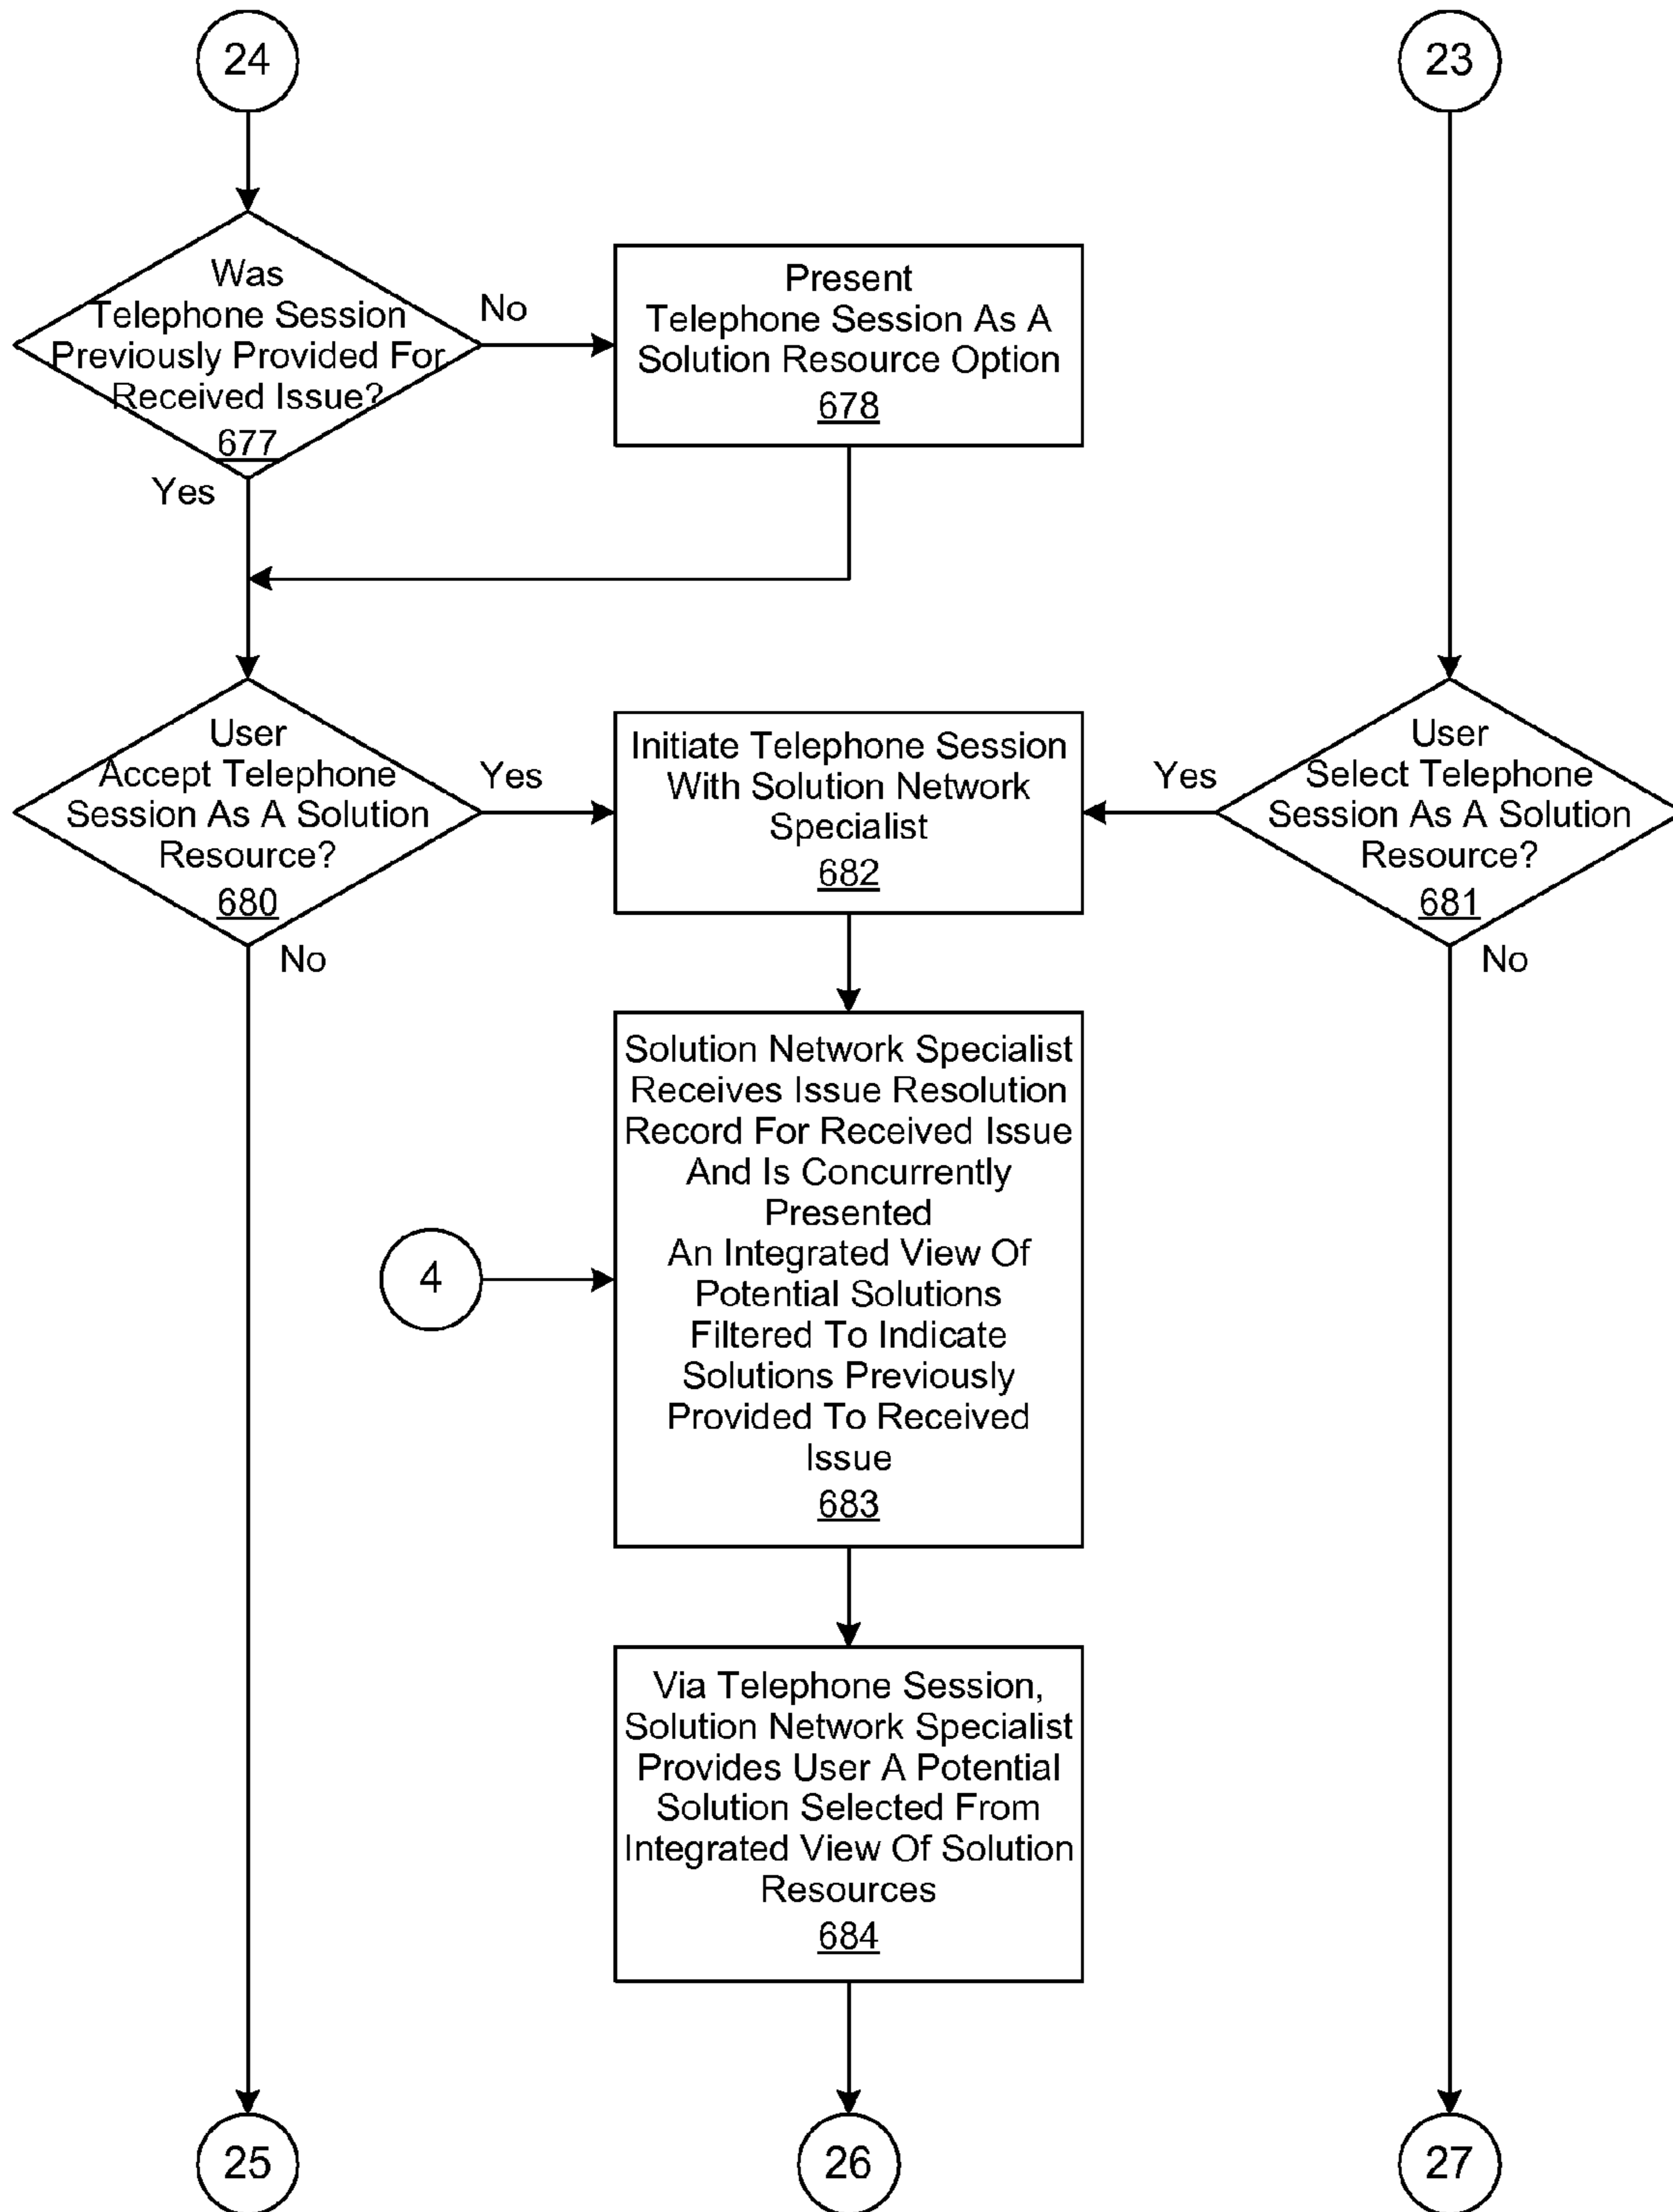 24
23
Was
Telephone Session
Previously Provided For
Received Issue?
677
No
Yes
Present
Telephone Session As A
Solution Resource Option
678
User
Accept Telephone
Session As A Solution
Resource?
680
Yes
No
Initiate Telephone Session
With Solution Network
Specialist
682
Yes
User
Select Telephone
Session As A Solution
Resource?
681
No
Solution Network Specialist
Receives Issue Resolution
Record For Received Issue
And Is Concurrently
Presented
An Integrated View Of
Potential Solutions
Filtered To Indicate
Solutions Previously
Provided To Received
Issue
683
4
Via Telephone Session,
Solution Network Specialist
Provides User A Potential
Solution Selected From
Integrated View Of Solution
Resources
684
25
26
27